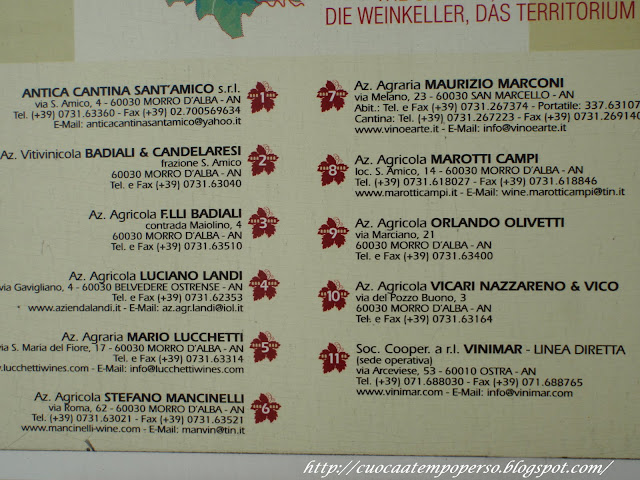 DIE WEINKELLER, DAS TERRITORIUM
ANTICA CANTINA SANT'AMICO s.r.l.
via S. Amico, 4 - 60030 MORRO D'ALBA - AN
Tel. (+39) 0731.63360 - Fax (+39) 02.700569634
E-Mail: anticacantinasantamico@yahoo.it
1
Az. Vitivinicola BADIALI & CANDELARESI
frazione S. Amico
60030 MORRO D'ALBA - AN
Tel. e Fax (+39) 0731.63040
2
Az. Agricola F.LLI BADIALI
contrada Maiolino, 4
60030 MORRO D'ALBA - AN
Tel. e Fax (+39) 0731.63510
3
Az. Agricola LUCIANO LANDI
via Gavigliano, 4 - 60030 BELVEDERE OSTRENSE - AN
Tel. e Fax (+39) 0731.62353
www.aziendalandi.it - E-Mail: az.agr.landi@iol.it
4
Az. Agraria MARIO LUCCHETTI
via S. Maria del Fiore, 17 - 60030 MORRO D'ALBA - AN
Tel. e Fax (+39) 0731.63314
.lucchettiwines.com - E-Mail: info@lucchettiwines.com
5
Az. Agricola STEFANO MANCINELLI
via Roma, 62 - 60030 MORRO D'ALBA - AN
Tel. (+39) 0731.63021 - Fax (+39) 0731.63521
www.mancinelli-wine.com - E-Mail: manvin@tin.it
6
7
Az. Agraria MAURIZIO MARCONI
via Melano, 23 - 60030 SAN MARCELLO - AN
Abit.: Tel. e Fax (+39) 0731.267374 - Portatile: 337.63107
Cantina: Tel. (+39) 0731.267223 - Fax (+39) 0731.269140
www.vinoearte.it - E-Mail: info@vinoearte.it
8
Az. Agricola MAROTTI CAMPI
loc. S. Amico, 14 - 60030 MORRO D'ALBA - AN
Tel. (+39) 0731.618027 - Fax (+39) 0731.618846
www.marotticampi.it - E-Mail: wine.marotticampi@tin.it
9
Az. Agricola ORLANDO OLIVETTI
via Marciano, 21
60030 MORRO D'ALBA - AN
Tel. e Fax (+39) 0731.63400
10
Az. Agricola VICARI NAZZARENO & VICO
via del Pozzo Buono, 3
60030 MORRO D'ALBA - AN
Tel. e Fax (+39) 0731.63164
11
Soc. Cooper. a r.l. VINIMAR - LINEA DIRETTA
(sede operativa)
via Arceviese, 53 - 60010 OSTRA - AN
Tel. (+39) 071.688030 - Fax (+39) 071.688765
www.vinimar.com - E-Mail: info@vinimar.com
http://cuocaatempoperso.blogspot.com/